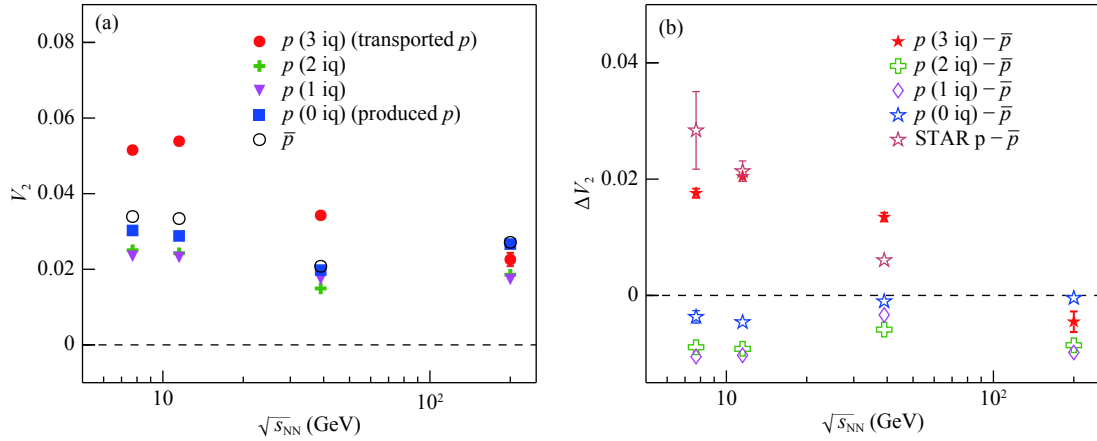 (a)
p (3 iq) (transported p)
p (2 iq)
p (1 iq)
p (0 iq) (produced p)
p̅
0.08
0.06
0.04
0.02
0
V₂
10
10²
√s_NN (GeV)
(b)
p (3 iq) – p̅
p (2 iq) – p̅
p (1 iq) – p̅
p (0 iq) – p̅
STAR p – p̅
0.04
0.02
0
ΔV₂
10
10²
√s_NN (GeV)